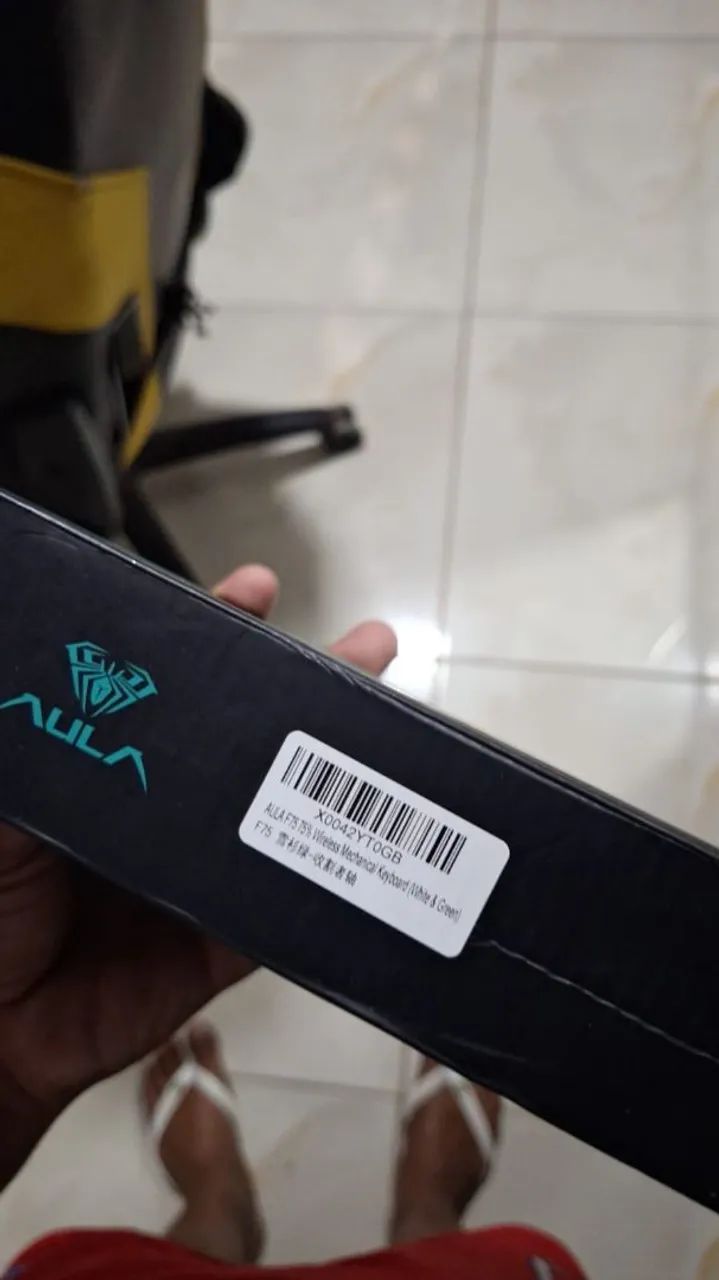 AULA
X0042YT0GB
AULA F75 75% Wireless Mechanical Keyboard (White & Green)
F75 雪杉绿-收割者轴